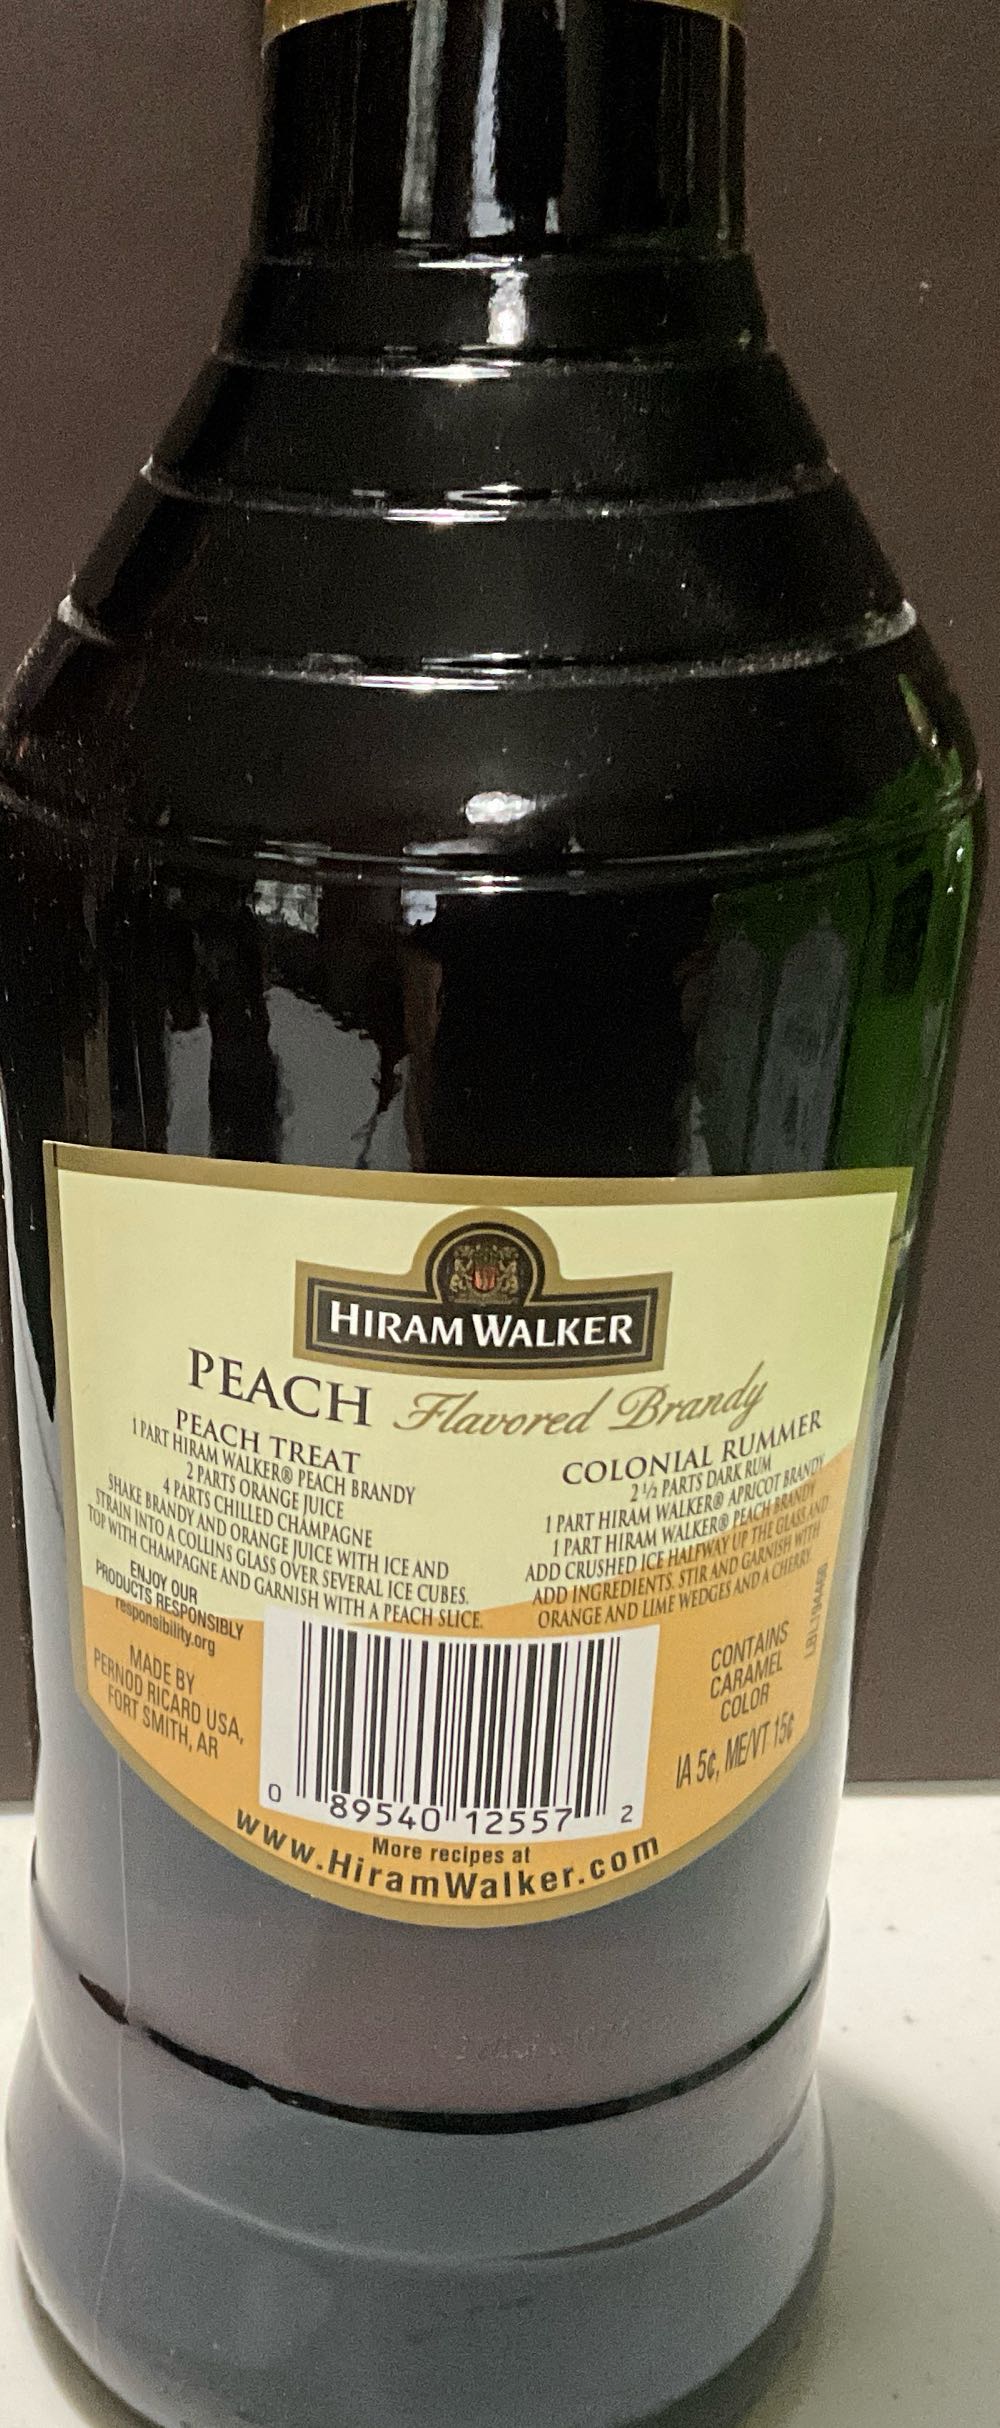 HIRAM WALKER
PEACH Flavored Brandy
PEACH TREAT
1 PART HIRAM WALKER® PEACH BRANDY
2 PARTS ORANGE JUICE
4 PARTS CHILLED CHAMPAGNE
SHAKE BRANDY AND ORANGE JUICE WITH ICE AND
STRAIN INTO A COLLINS GLASS OVER SEVERAL ICE CUBES.
TOP WITH CHAMPAGNE AND GARNISH WITH A PEACH SLICE.
COLONIAL RUMMER
2 ½ PARTS DARK RUM
1 PART HIRAM WALKER® APRICOT BRANDY
1 PART HIRAM WALKER® PEACH BRANDY
ADD CRUSHED ICE HALFWAY UP THE GLASS AND
ADD INGREDIENTS. STIR AND GARNISH WITH
ORANGE AND LIME WEDGES AND A CHERRY.
ENJOY OUR
PRODUCTS RESPONSIBLY
responsibility.org
MADE BY
PERNOD RICARD USA,
FORT SMITH, AR
CONTAINS
CARAMEL
COLOR
IA 5¢, ME/VT 15¢
0 89540 12557 2
More recipes at
www.HiramWalker.com